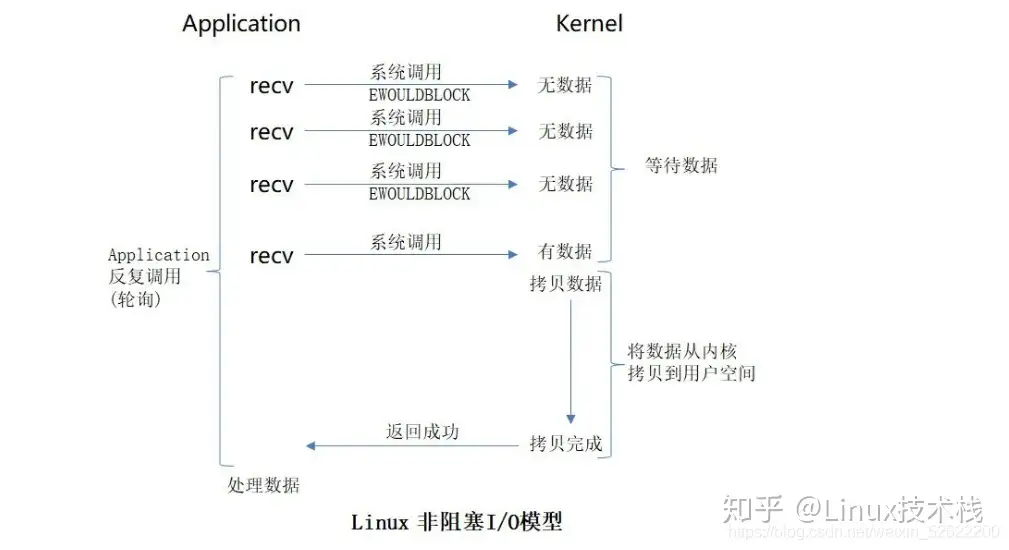 Application
Kernel
recv
系统调用
EWOULDBLOCK
无数据
recv
系统调用
EWOULDBLOCK
无数据
等待数据
recv
系统调用
EWOULDBLOCK
无数据
recv
系统调用
有数据
Application
反复调用
(轮询)
拷贝数据
将数据从内核
拷贝到用户空间
返回成功
拷贝完成
处理数据
Linux 非阻塞I/O模型
知乎 @Linux技术栈
https://blog.csdn.net/weixin_52622200